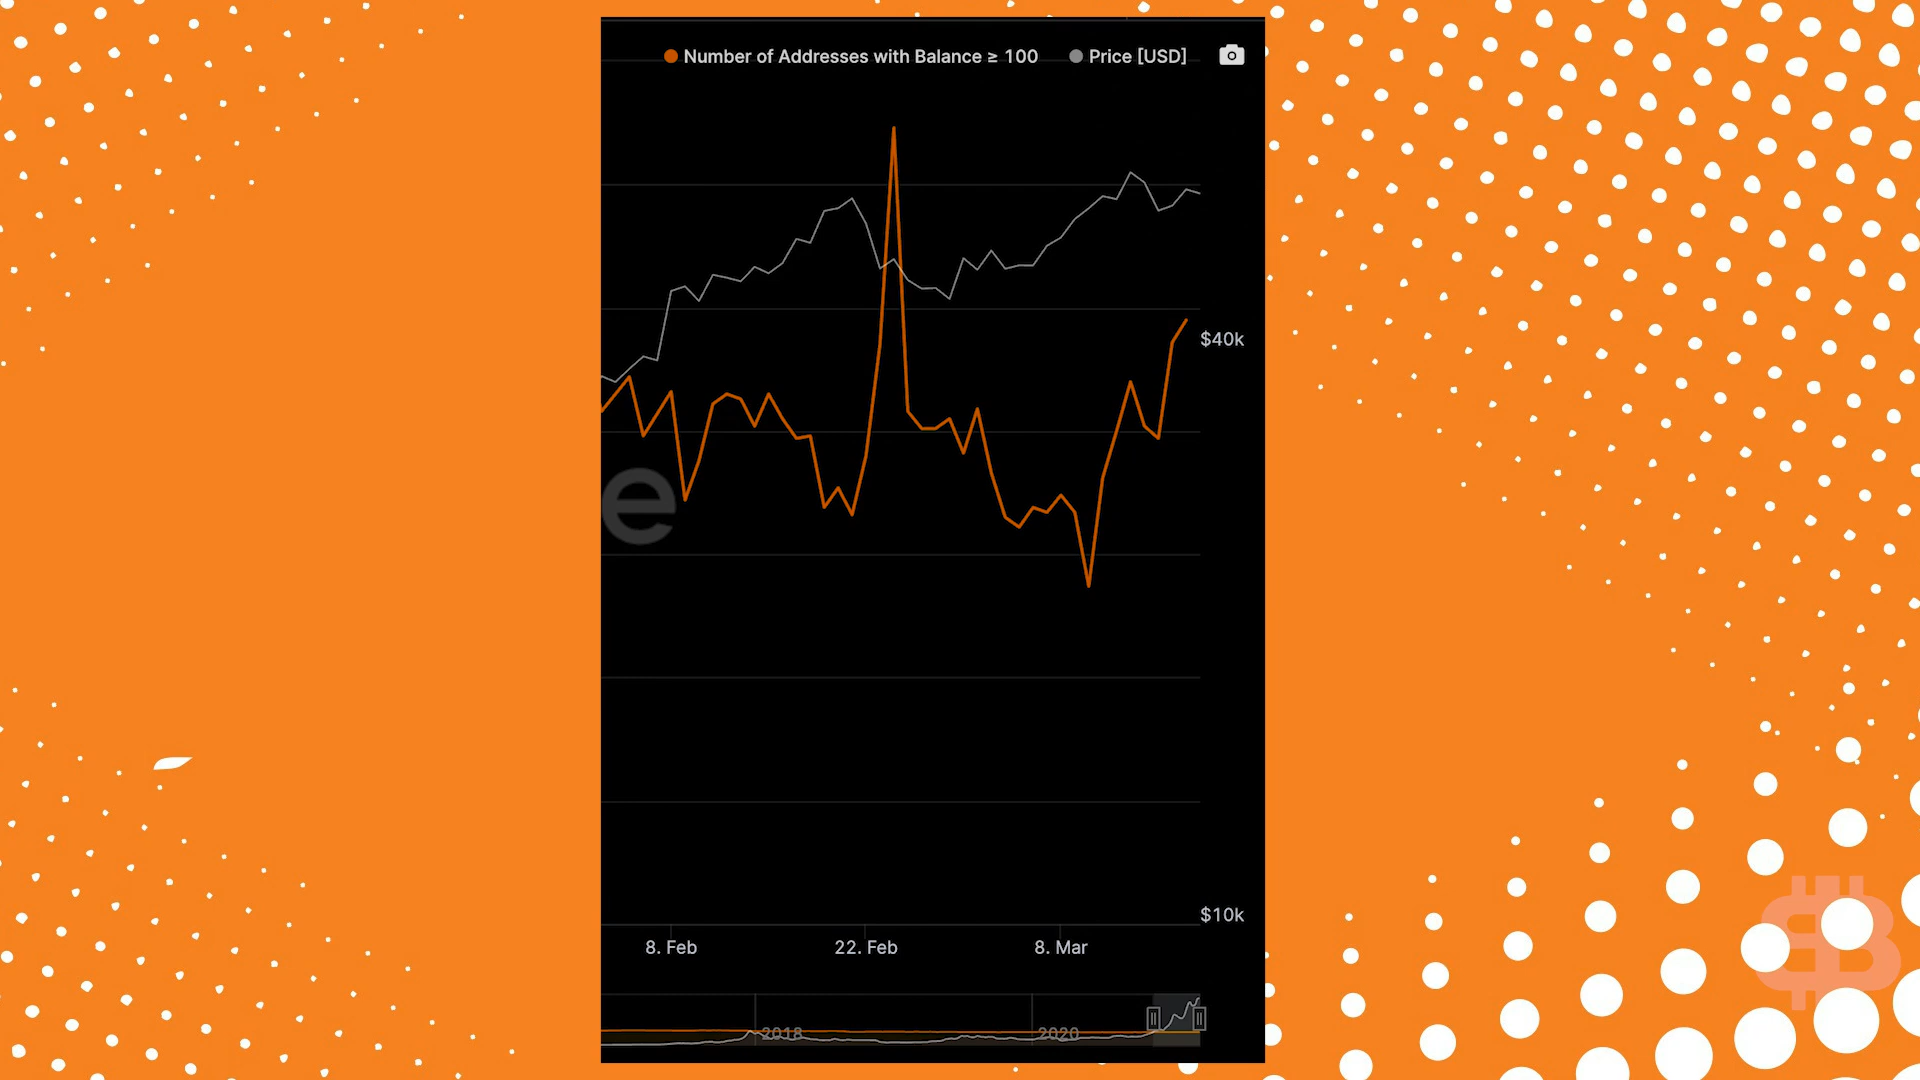 Number of Addresses with Balance ≥ 100 Price [USD]
$40k
e
$10k
8. Feb 22. Feb 8. Mar
2018 2020